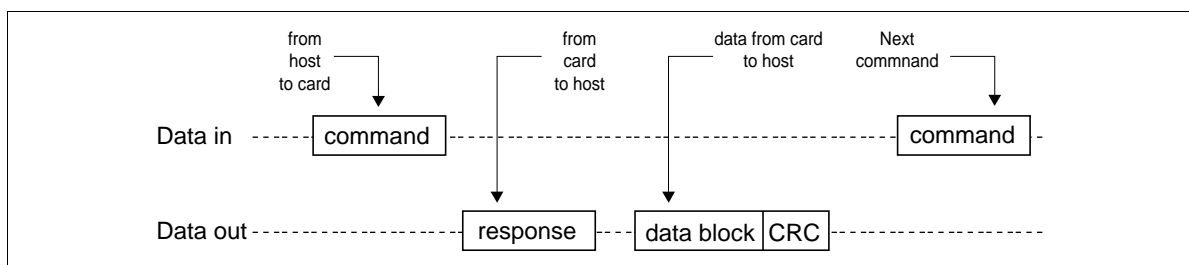 from
host
to card
from
card
to host
data from card
to host
Next
commnand
Data in
command
command
Data out
response
data block
CRC